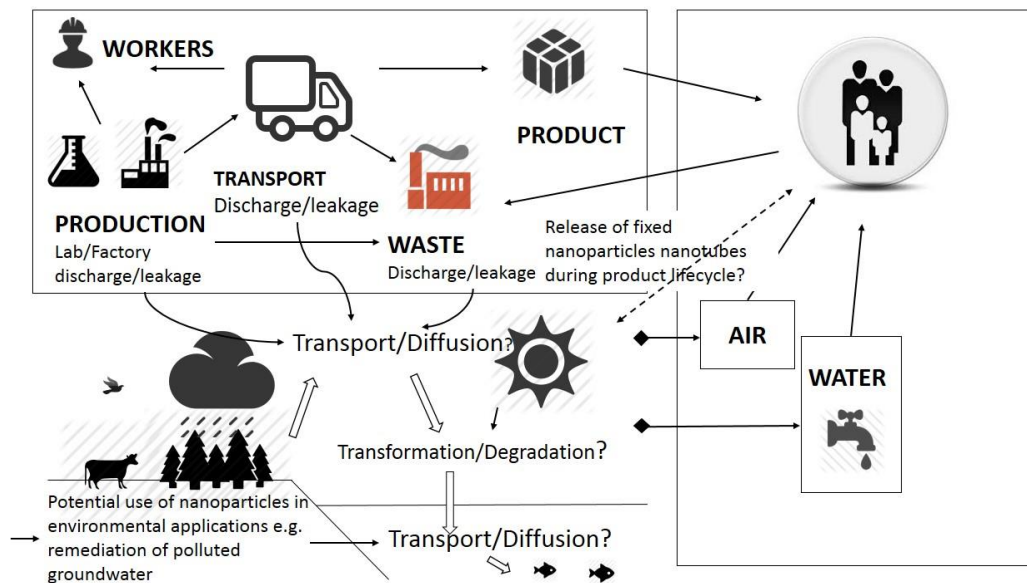 WORKERS
PRODUCT
TRANSPORT
Discharge/leakage
PRODUCTION
Lab/Factory
discharge/leakage
WASTE
Discharge/leakage
Release of fixed
nanoparticles nanotubes
during product lifecycle?
Transport/Diffusion?
AIR
WATER
Transformation/Degradation?
Potential use of nanoparticles in
environmental applications e.g.
remediation of polluted
groundwater
Transport/Diffusion?